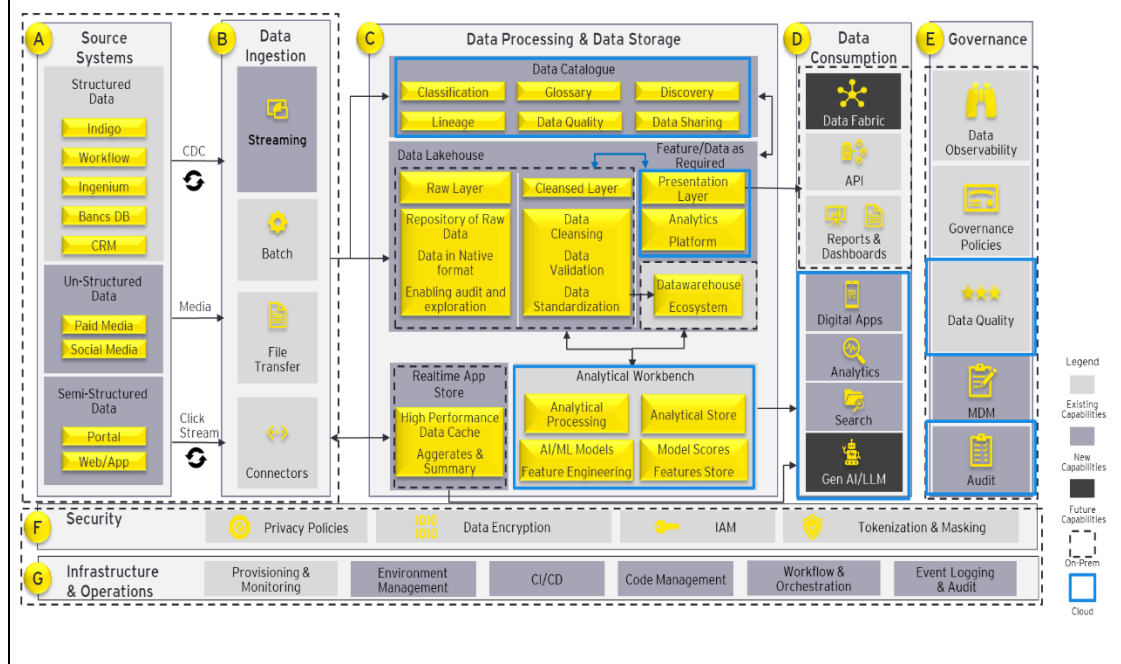 A
Source
Systems
Structured
Data
Indigo
Workflow
Ingenium
Bancs DB
CRM
Un-Structured
Data
Paid Media
Social Media
Semi-Structured
Data
Portal
Web/App
CDC
Media
Click
Stream
B
Data
Ingestion
Streaming
Batch
File
Transfer
Connectors
C
Data Processing & Data Storage
Data Catalogue
Classification
Glossary
Discovery
Lineage
Data Quality
Data Sharing
Data Lakehouse
Feature/Data as
Required
Raw Layer
Repository of Raw
Data
Data in Native
format
Enabling audit and
exploration
Cleansed Layer
Data
Cleansing
Data
Validation
Data
Standardization
Presentation
Layer
Analytics
Platform
Datawarehouse
Ecosystem
Realtime App
Store
High Performance
Data Cache
Aggerates &
Summary
Analytical Workbench
Analytical
Processing
Analytical Store
AI/ML Models
Feature Engineering
Model Scores
Features Store
D
Data
Consumption
Data Fabric
API
Reports &
Dashboards
Digital Apps
Analytics
Search
Gen AI/LLM
E
Governance
Data
Observability
Governance
Policies
Data Quality
MDM
Audit
Legend
Existing
Capabilities
New
Capabilities
Future
Capabilities
On-Prem
Cloud
F
Security
Privacy Policies
1010
1010
Data Encryption
IAM
Tokenization & Masking
G
Infrastructure
& Operations
Provisioning &
Monitoring
Environment
Management
CI/CD
Code Management
Workflow &
Orchestration
Event Logging
& Audit